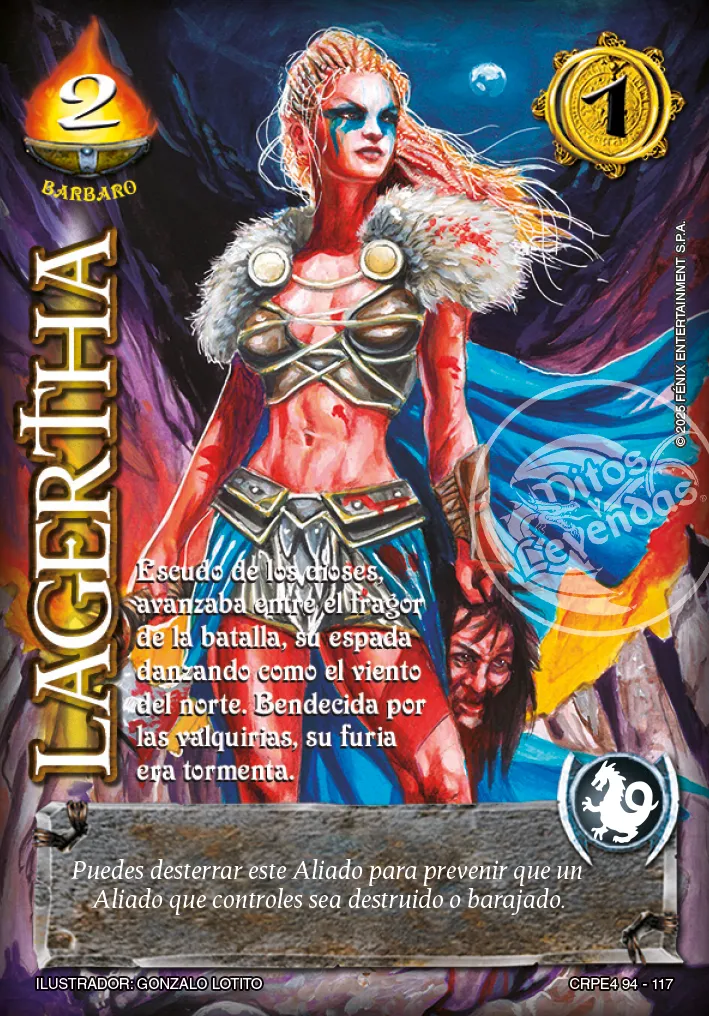 2
1
BARBARO
LAGERTHA
© 2025 FÉNIX ENTERTAINMENT S.P.A.
Mitos
y
Leyendas®
Escudo de los dioses,
avanzaba entre el fragor
de la batalla, su espada
danzando como el viento
del norte. Bendecida por
las valquirias, su furia
era tormenta.
Puedes desterrar este Aliado para prevenir que un
Aliado que controles sea destruido o barajado.
ILUSTRADOR: GONZALO LOTITO
CRPE4 94 - 117